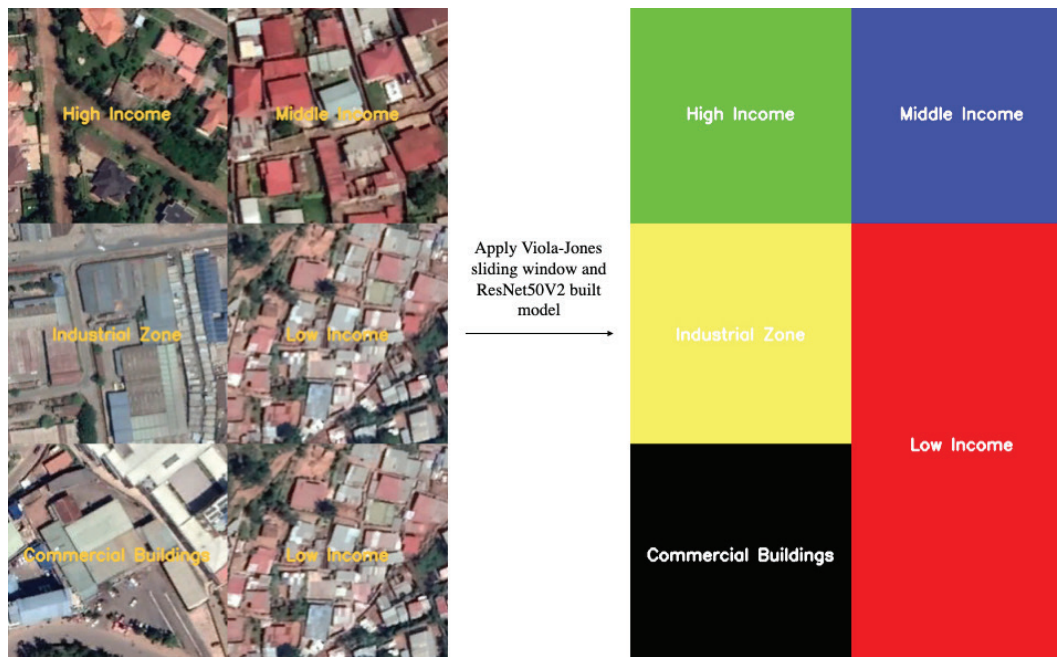 High Income
Middle Income
Industrial Zone
Low Income
Commercial Buildings
Low Income
Apply Viola-Jones
sliding window and
ResNet50V2 built
model
High Income
Middle Income
Industrial Zone
Low Income
Commercial Buildings